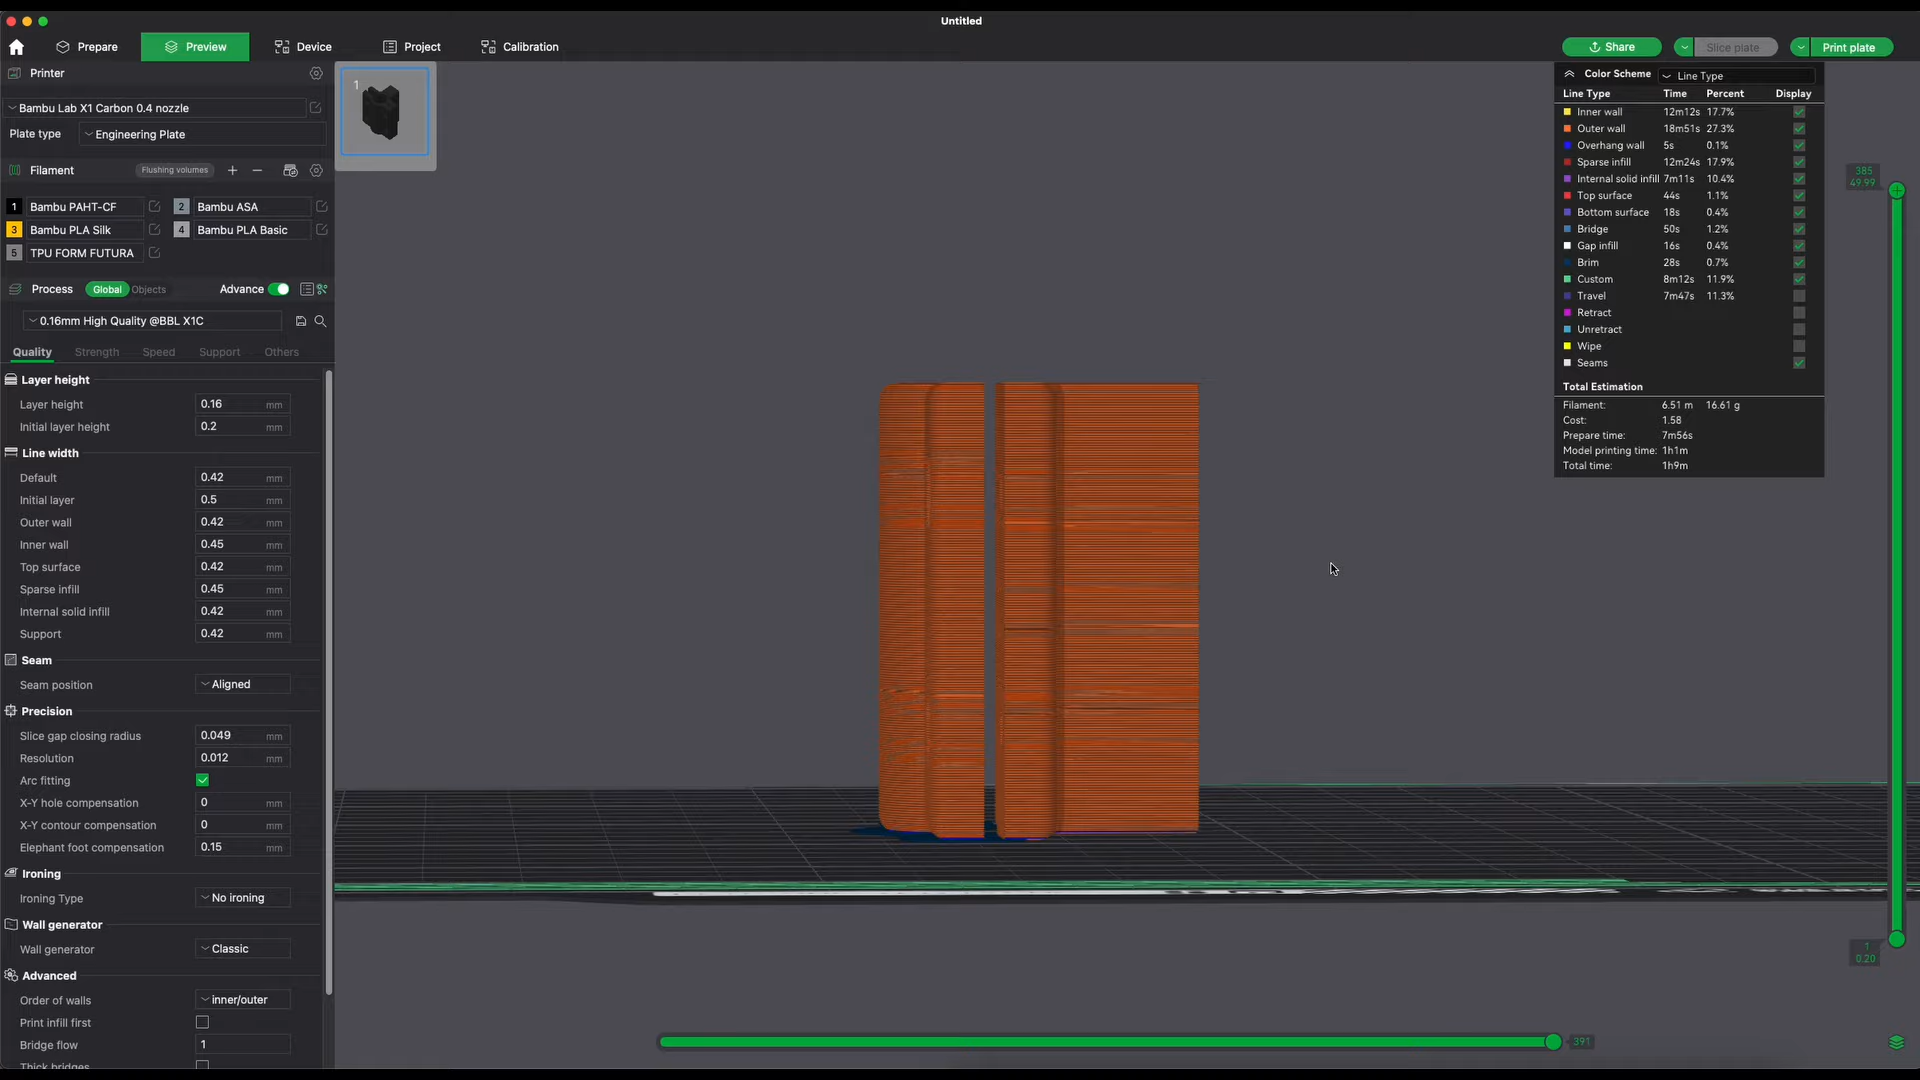 Untitled
Prepare
Preview
Device
Project
Calibration
Share
Slice plate
Print plate
Printer
Bambu Lab X1 Carbon 0.4 nozzle
Plate type
Engineering Plate
Filament
Flushing volumes
1 Bambu PAHT-CF
2 Bambu ASA
3 Bambu PLA Silk
4 Bambu PLA Basic
5 TPU FORM FUTURA
Process
Global
Objects
Advance
0.16mm High Quality @BBL X1C
Quality
Strength
Speed
Support
Others
Layer height
Layer height 0.16 mm
Initial layer height 0.2 mm
Line width
Default 0.42 mm
Initial layer 0.5 mm
Outer wall 0.42 mm
Inner wall 0.45 mm
Top surface 0.42 mm
Sparse infill 0.45 mm
Internal solid infill 0.42 mm
Support 0.42 mm
Seam
Seam position Aligned
Precision
Slice gap closing radius 0.049 mm
Resolution 0.012 mm
Arc fitting
X-Y hole compensation 0 mm
X-Y contour compensation 0 mm
Elephant foot compensation 0.15 mm
Ironing
Ironing Type No ironing
Wall generator
Wall generator Classic
Advanced
Order of walls inner/outer
Print infill first
Bridge flow 1
Thick bridges
1
Color Scheme Line Type
Line Type Time Percent Display
Inner wall 12m12s 17.7%
Outer wall 18m51s 27.3%
Overhang wall 5s 0.1%
Sparse infill 12m24s 17.9%
Internal solid infill 7m11s 10.4%
Top surface 44s 1.1%
Bottom surface 18s 0.4%
Bridge 50s 1.2%
Gap infill 16s 0.4%
Brim 28s 0.7%
Custom 8m12s 11.9%
Travel 7m47s 11.3%
Retract
Unretract
Wipe
Seams
Total Estimation
Filament: 6.51 m 16.61 g
Cost: 1.58
Prepare time: 7m56s
Model printing time: 1h1m
Total time: 1h9m
385
49.99
1
0.20
391